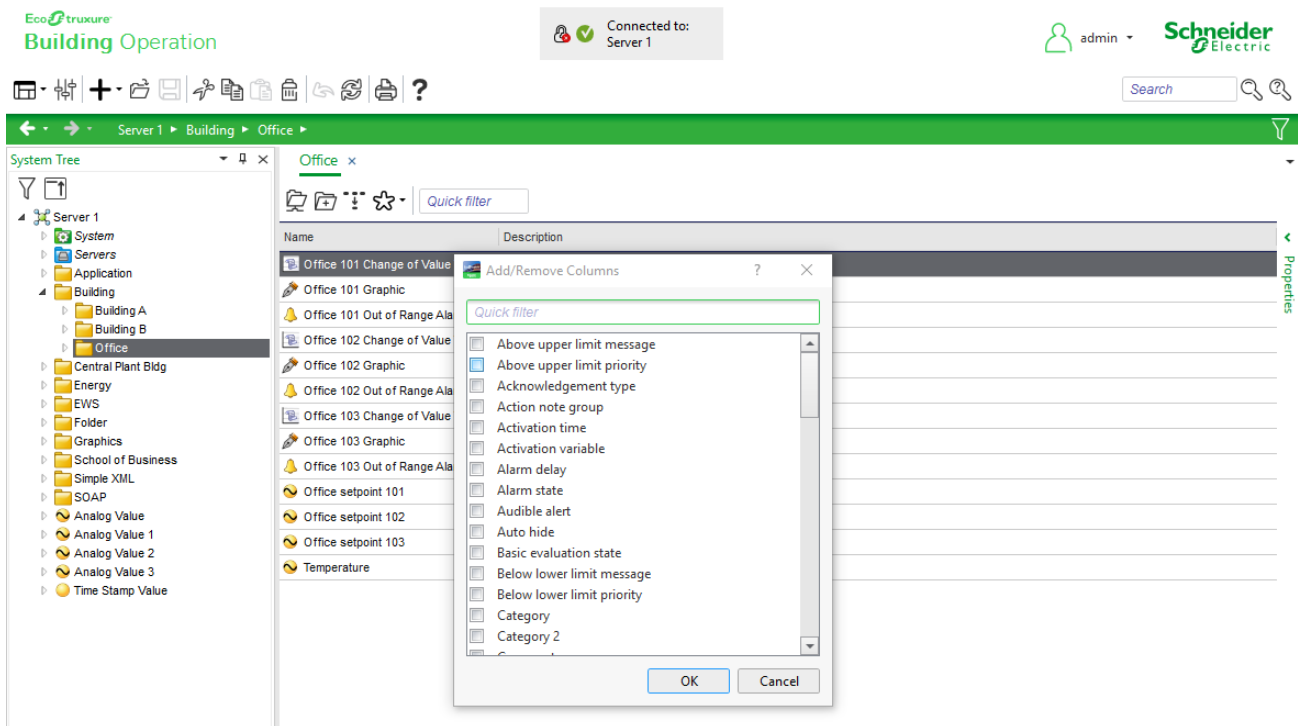 EcoStruxure
Building Operation
Connected to:
Server 1
admin
Schneider
Electric
Search
Server 1 Building Office
System Tree
Office
Quick filter
Server 1
System
Servers
Application
Building
Building A
Building B
Office
Central Plant Bldg
Energy
EWS
Folder
Graphics
School of Business
Simple XML
SOAP
Analog Value
Analog Value 1
Analog Value 2
Analog Value 3
Time Stamp Value
Name Description
Office 101 Change of Value
Office 101 Graphic
Office 101 Out of Range Ala
Office 102 Change of Value
Office 102 Graphic
Office 102 Out of Range Ala
Office 103 Change of Value
Office 103 Graphic
Office 103 Out of Range Ala
Office setpoint 101
Office setpoint 102
Office setpoint 103
Temperature
Add/Remove Columns
Quick filter
Above upper limit message
Above upper limit priority
Acknowledgement type
Action note group
Activation time
Activation variable
Alarm delay
Alarm state
Audible alert
Auto hide
Basic evaluation state
Below lower limit message
Below lower limit priority
Category
Category 2
OK Cancel
Properties